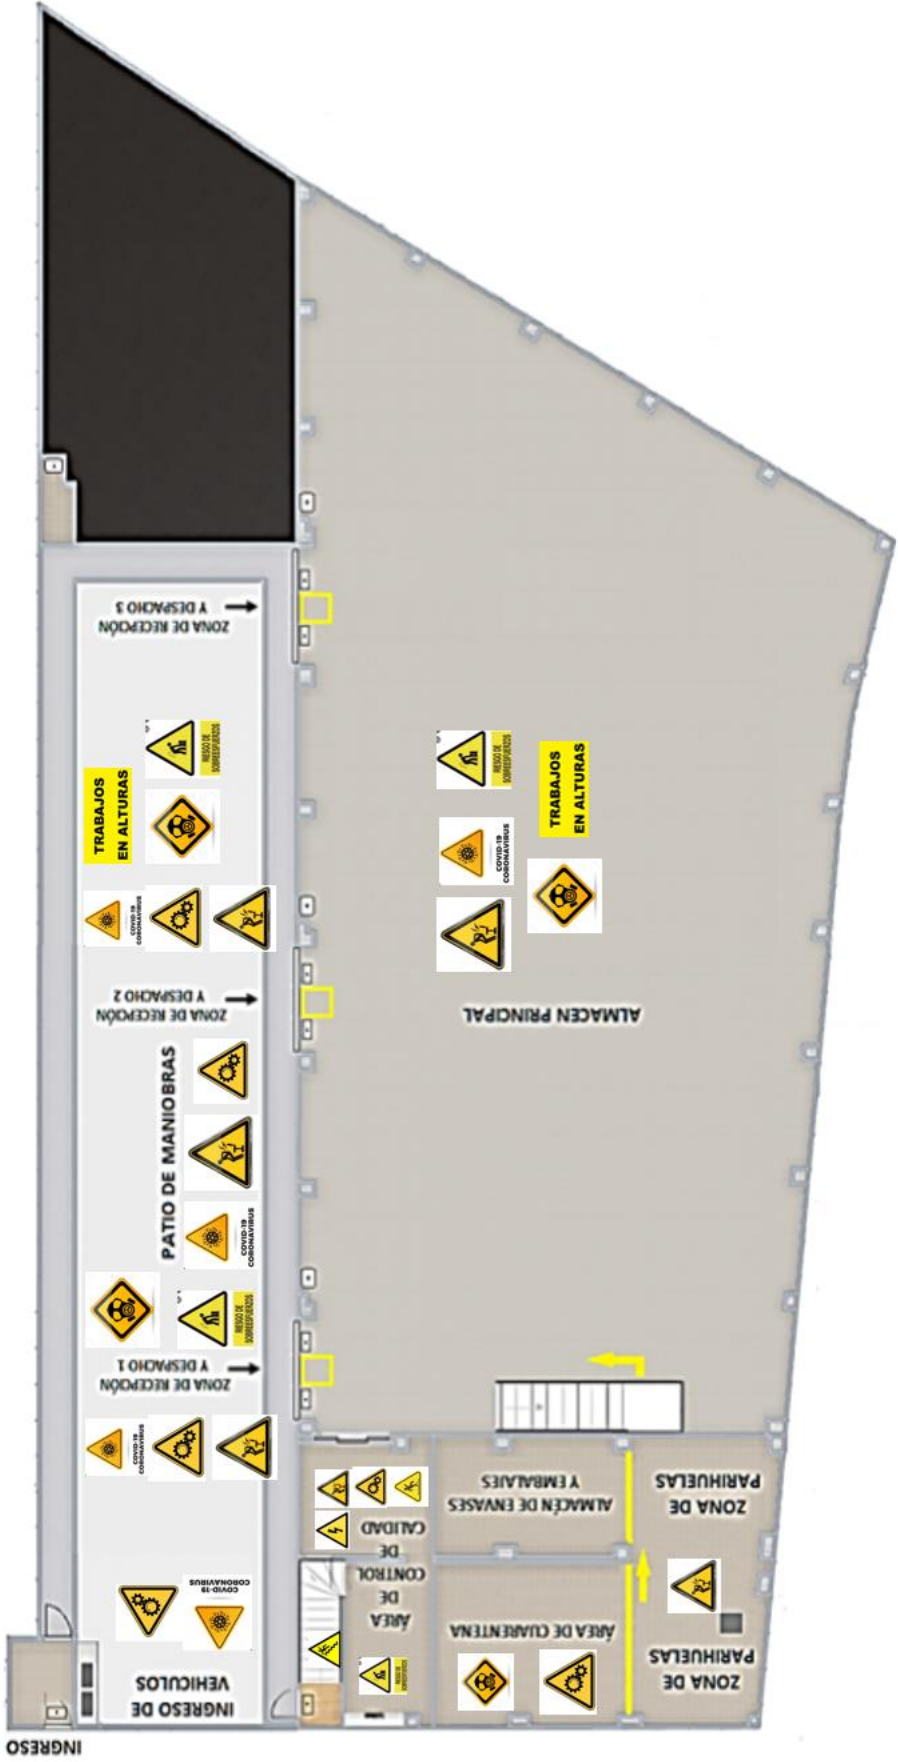 ZONA DE RECEPCIÓN
Y DESPACHO 3
TRABAJOS
EN ALTURAS
RIESGO DE
SOBREESFUERZOS
COVID-19
CORONAVIRUS
ZONA DE RECEPCIÓN
Y DESPACHO 2
PATIO DE MANIOBRAS
COVID-19
CORONAVIRUS
RIESGO DE
SOBREESFUERZOS
ZONA DE RECEPCIÓN
Y DESPACHO 1
COVID-19
CORONAVIRUS
COVID-19
CORONAVIRUS
INGRESO DE
VEHICULOS
INGRESO
RIESGO DE
SOBREESFUERZOS
COVID-19
CORONAVIRUS
TRABAJOS
EN ALTURAS
ALMACÉN PRINCIPAL
ÁREA
DE
CONTROL
DE
CALIDAD
ALMACÉN DE ENVASES
Y EMBALAJES
ÁREA DE CUARENTENA
ZONA DE
PARIHUELAS
ZONA DE
PARIHUELAS